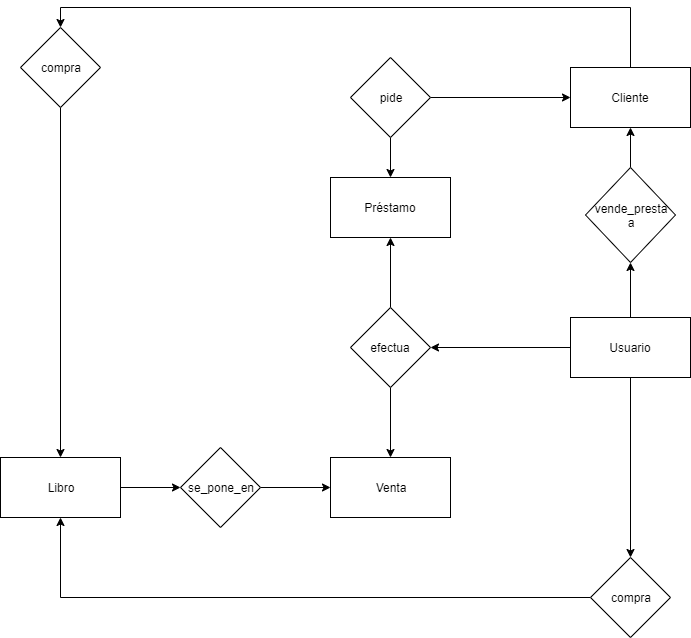 compra
pide
Cliente
Préstamo
vende_presta
a
efectua
Usuario
Libro
se_pone_en
Venta
compra